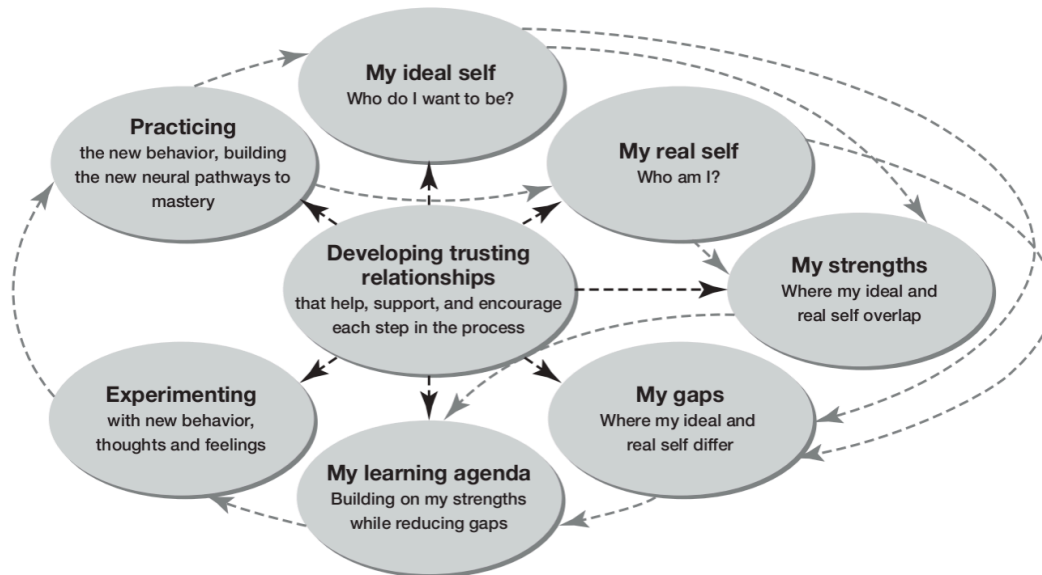 My ideal self
Who do I want to be?
Practicing
the new behavior, building
the new neural pathways to
mastery
My real self
Who am I?
Developing trusting
relationships
that help, support, and encourage
each step in the process
My strengths
Where my ideal and
real self overlap
Experimenting
with new behavior,
thoughts and feelings
My gaps
Where my ideal and
real self differ
My learning agenda
Building on my strengths
while reducing gaps